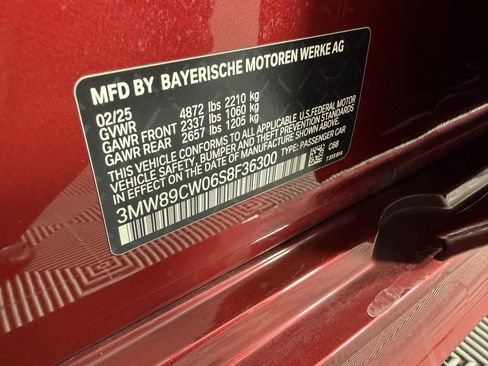 MFD BY BAYERISCHE MOTOREN WERKE AG
02/25
GVWR 4872 lbs 2210 kg
GAWR FRONT 2337 lbs 1060 kg
GAWR REAR 2657 lbs 1205 kg
THIS VEHICLE CONFORMS TO ALL APPLICABLE U.S. FEDERAL MOTOR
VEHICLE SAFETY, BUMPER, AND THEFT PREVENTION STANDARDS
IN EFFECT ON THE DATE OF MANUFACTURE SHOWN ABOVE.
3MW89CW06S8F36300 TYPE: PASSENGER CAR
C6B